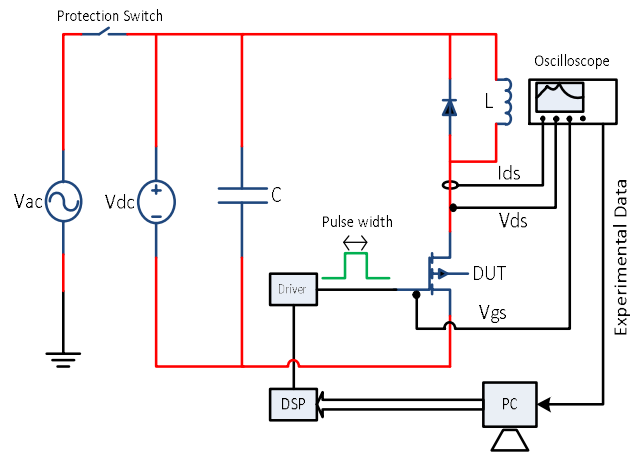 Protection Switch
Oscilloscope
L
Ids
Vac
Vdc
C
Vds
Pulse width
DUT
Driver
Vgs
Experimental Data
DSP
PC